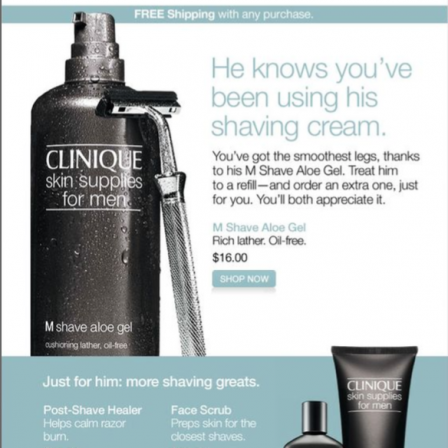 FREE Shipping with any purchase.
He knows you've
been using his
shaving cream.
You've got the smoothest legs, thanks
to his M Shave Aloe Gel. Treat him
to a refill—and order an extra one, just
for you. You'll both appreciate it.
M Shave Aloe Gel
Rich lather. Oil-free.
$16.00
SHOP NOW
CLINIQUE
skin supplies
for men
M shave aloe gel
cushioning lather, oil-free
Just for him: more shaving greats.
Post-Shave Healer
Helps calm razor
burn.
Face Scrub
Preps skin for the
closest shaves.
CLINIQUE
skin supplies
for men